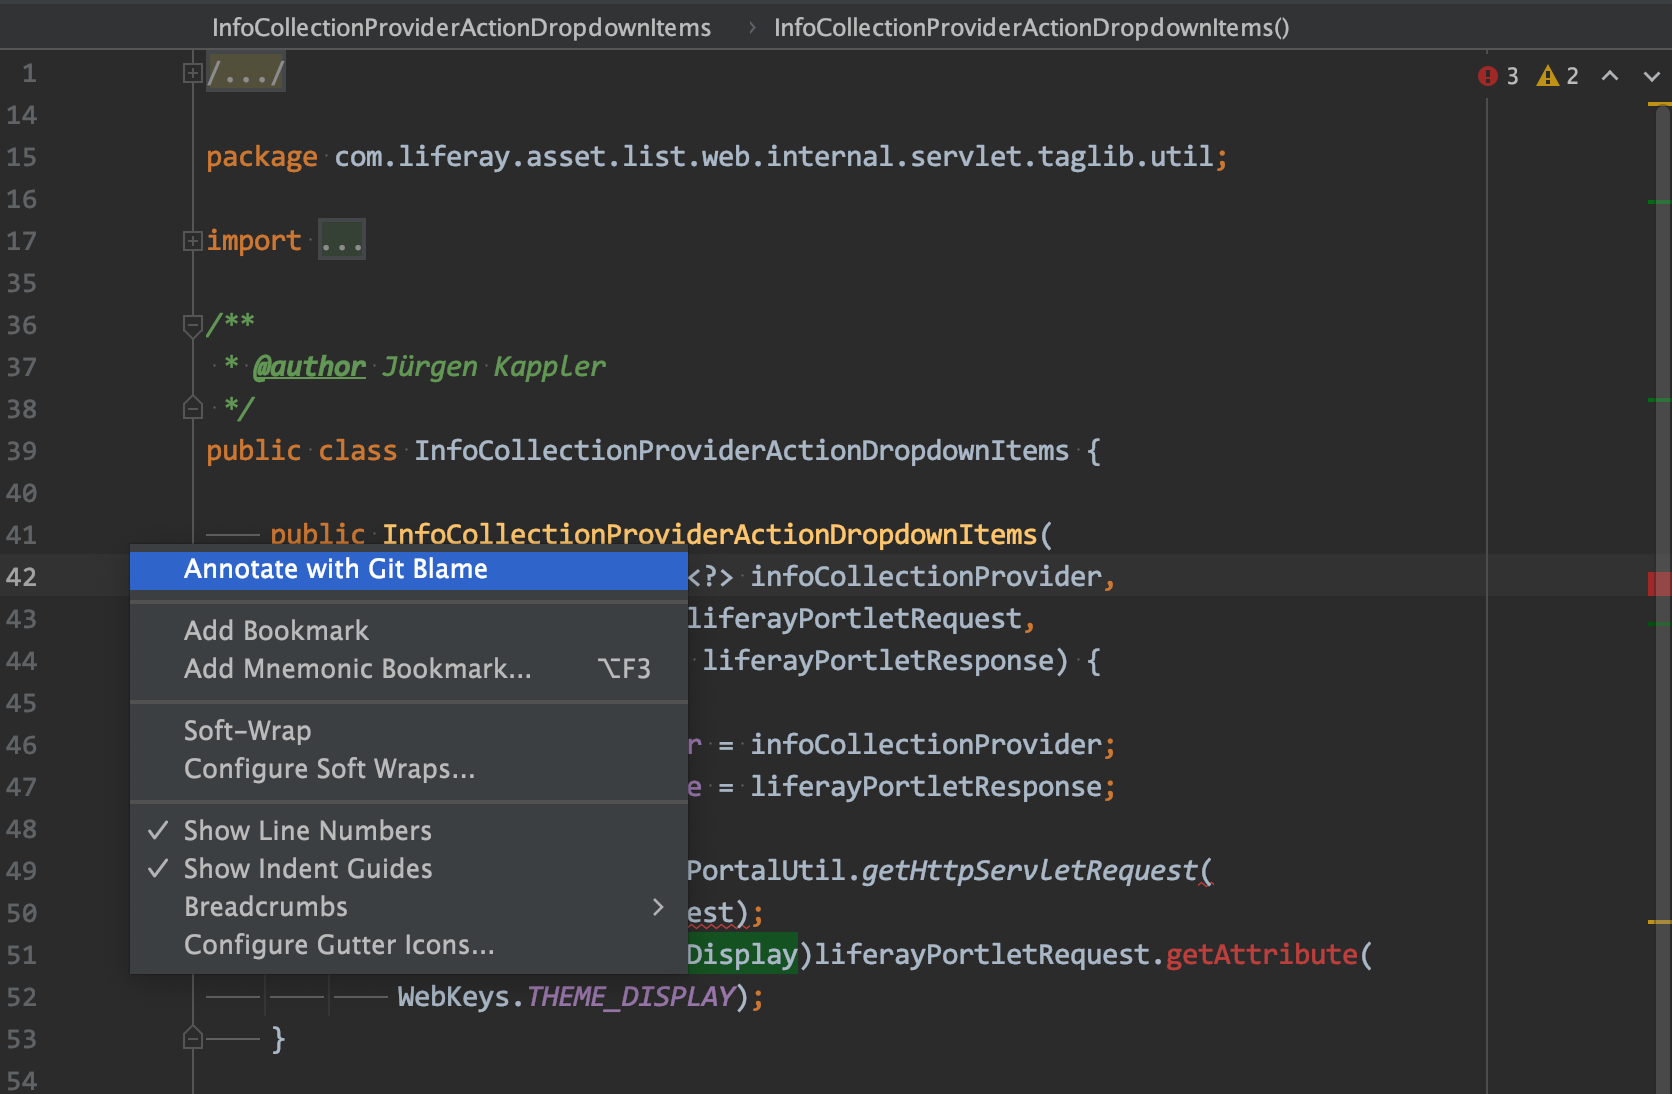 InfoCollectionProviderActionDropdownItems › InfoCollectionProviderActionDropdownItems()
1 /.../ 3 2
14
15 package com.liferay.asset.list.web.internal.servlet.taglib.util;
16
17 import ...
35
36 /**
37 * @author Jürgen Kappler
38 */
39 public class InfoCollectionProviderActionDropdownItems {
40
41 public InfoCollectionProviderActionDropdownItems(
42 <?> infoCollectionProvider,
43 liferayPortletRequest,
44 liferayPortletResponse) {
45
46 r = infoCollectionProvider;
47 e = liferayPortletResponse;
48
49 PortalUtil.getHttpServletRequest(
50 est);
51 Display)liferayPortletRequest.getAttribute(
52 WebKeys.THEME_DISPLAY);
53 }
54
Annotate with Git Blame
Add Bookmark
Add Mnemonic Bookmark... ⌥F3
Soft-Wrap
Configure Soft Wraps...
✓ Show Line Numbers
✓ Show Indent Guides
Breadcrumbs >
Configure Gutter Icons...